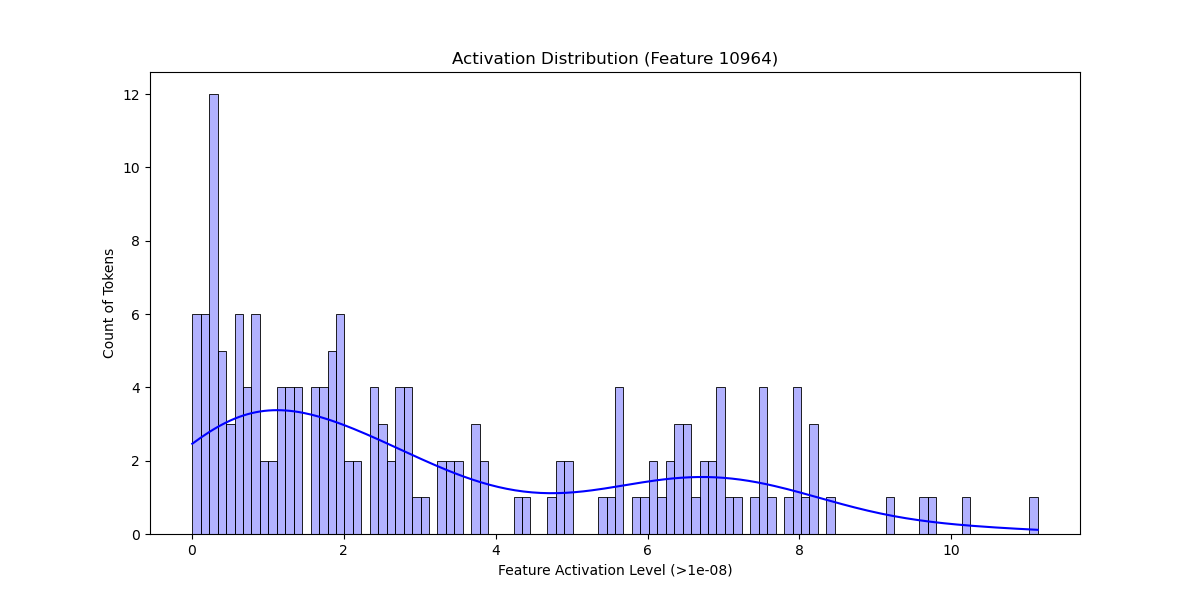 Activation Distribution (Feature 10964)
12
10
8
6
4
2
0
Count of Tokens
0 2 4 6 8 10
Feature Activation Level (>1e-08)